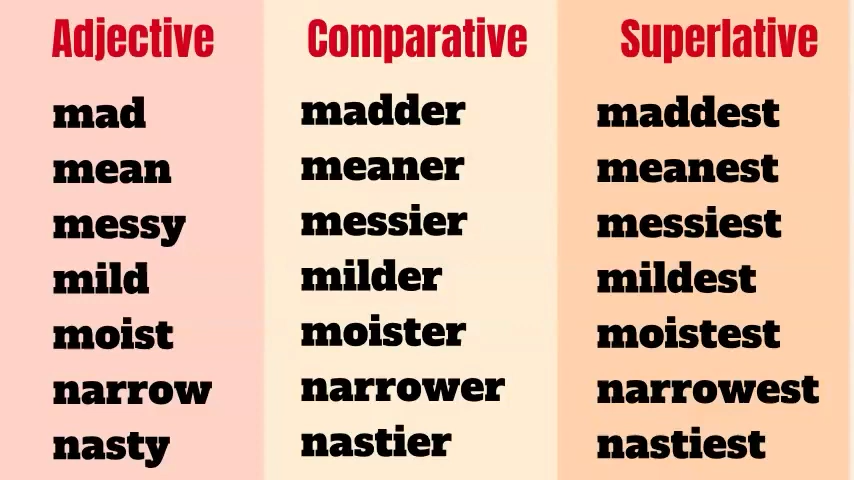 Adjective Comparative Superlative
mad madder maddest
mean meaner meanest
messy messier messiest
mild milder mildest
moist moister moistest
narrow narrower narrowest
nasty nastier nastiest